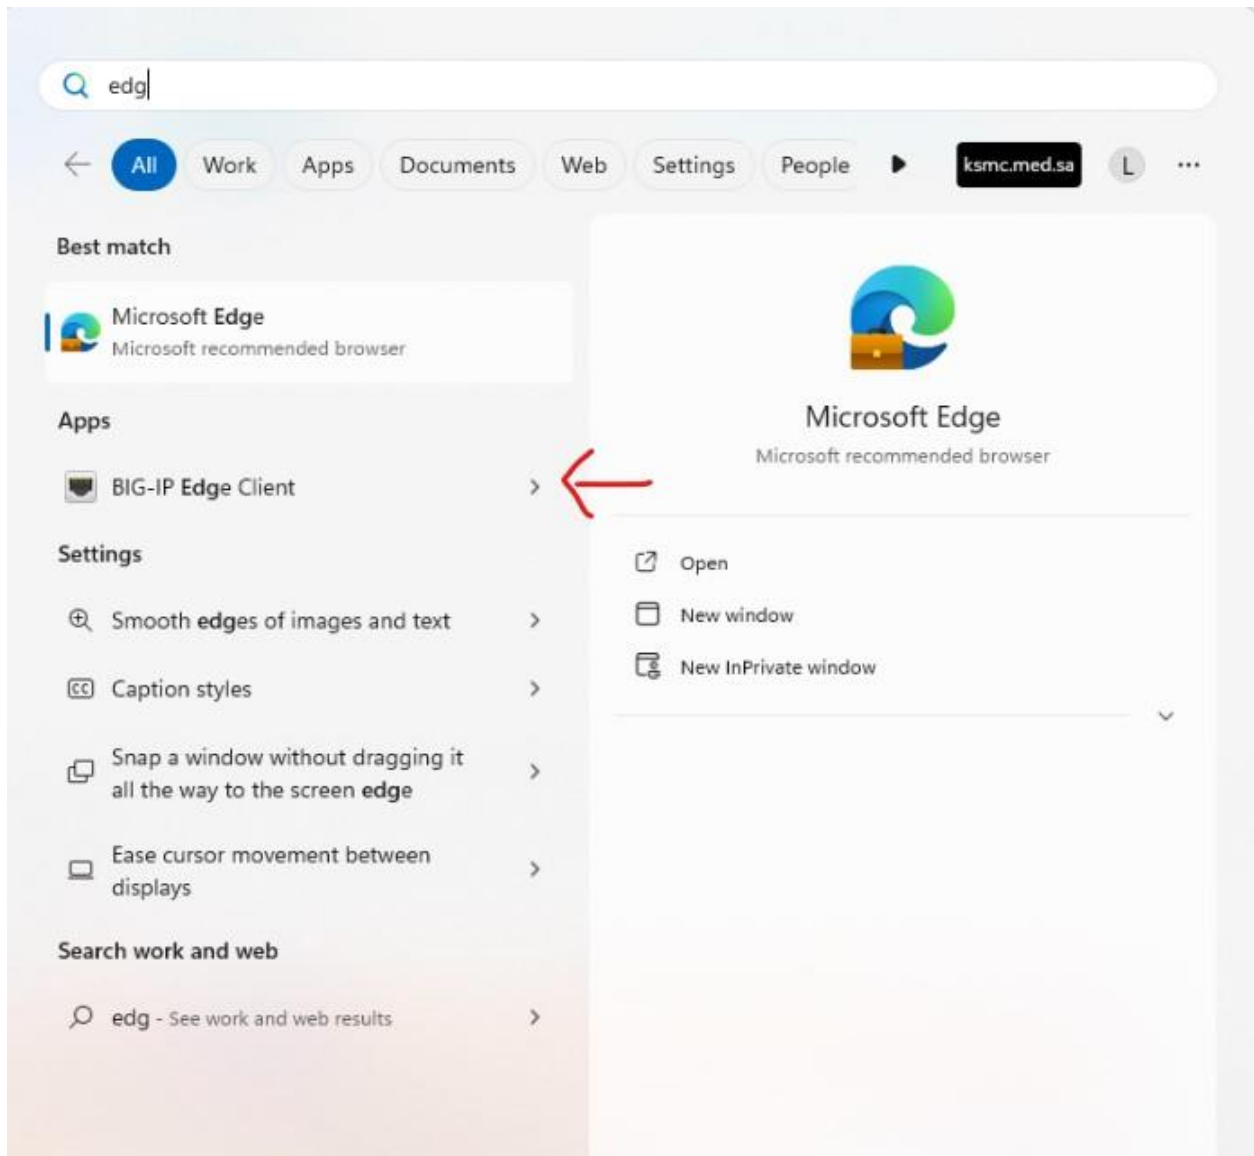 edg
All Work Apps Documents Web Settings People ksmc.med.sa L ...
Best match
Microsoft Edge
Microsoft recommended browser
Apps
BIG-IP Edge Client
Settings
Smooth edges of images and text
CC Caption styles
Snap a window without dragging it
all the way to the screen edge
Ease cursor movement between
displays
Search work and web
edg - See work and web results
Microsoft Edge
Microsoft recommended browser
Open
New window
New InPrivate window